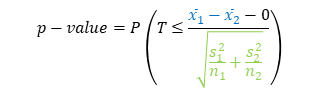 p − value = P ( T ≤ (x̄₁ − x̄₂ − 0) / √(s₁²/n₁ + s₂²/n₂) )